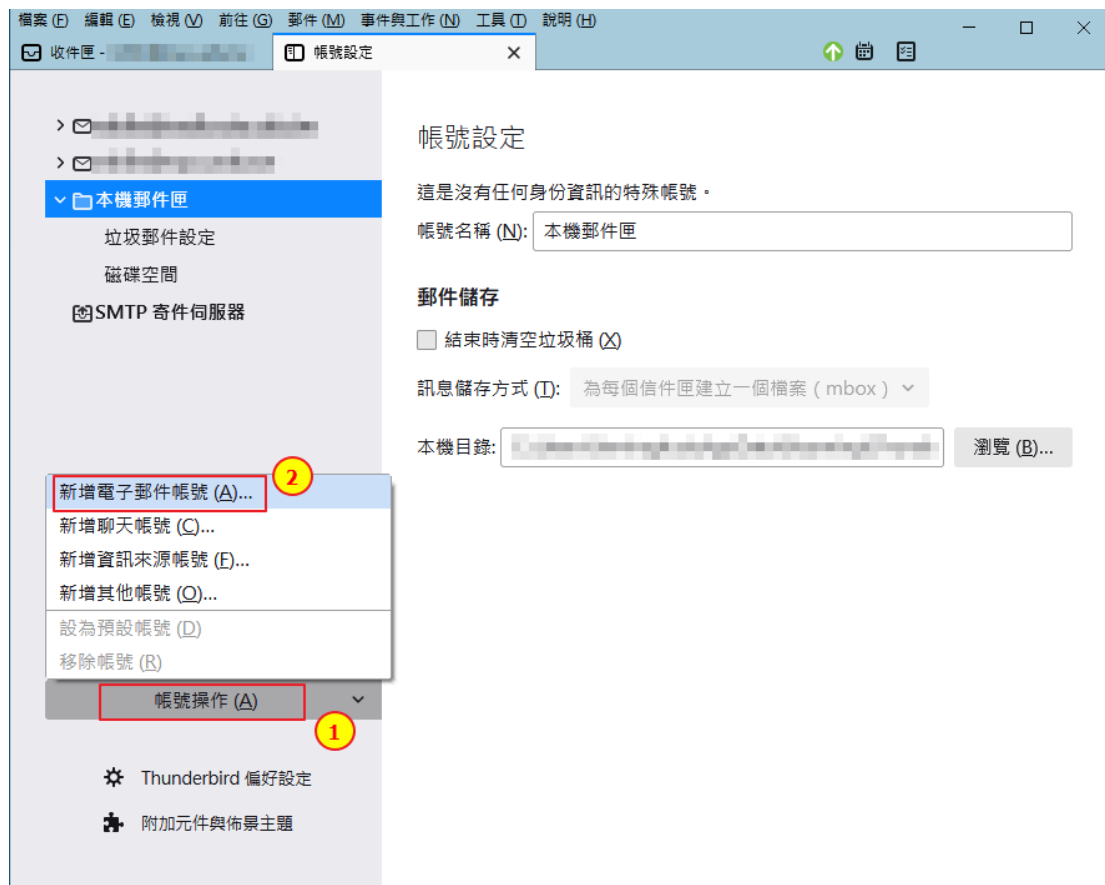 檔案 (F) 編輯 (E) 檢視 (V) 前往 (G) 郵件 (M) 事件與工作 (N) 工具 (T) 說明 (H)
收件匣 - 帳號設定
本機郵件匣
垃圾郵件設定
磁碟空間
SMTP 寄件伺服器
帳號設定
這是沒有任何身份資訊的特殊帳號。
帳號名稱 (N): 本機郵件匣
郵件儲存
結束時清空垃圾桶 (X)
訊息儲存方式 (T): 為每個信件匣建立一個檔案 ( mbox )
本機目錄: 瀏覽 (B)...
2
新增電子郵件帳號 (A)...
新增聊天帳號 (C)...
新增資訊來源帳號 (F)...
新增其他帳號 (O)...
設為預設帳號 (D)
移除帳號 (R)
帳號操作 (A)
1
Thunderbird 偏好設定
附加元件與佈景主題